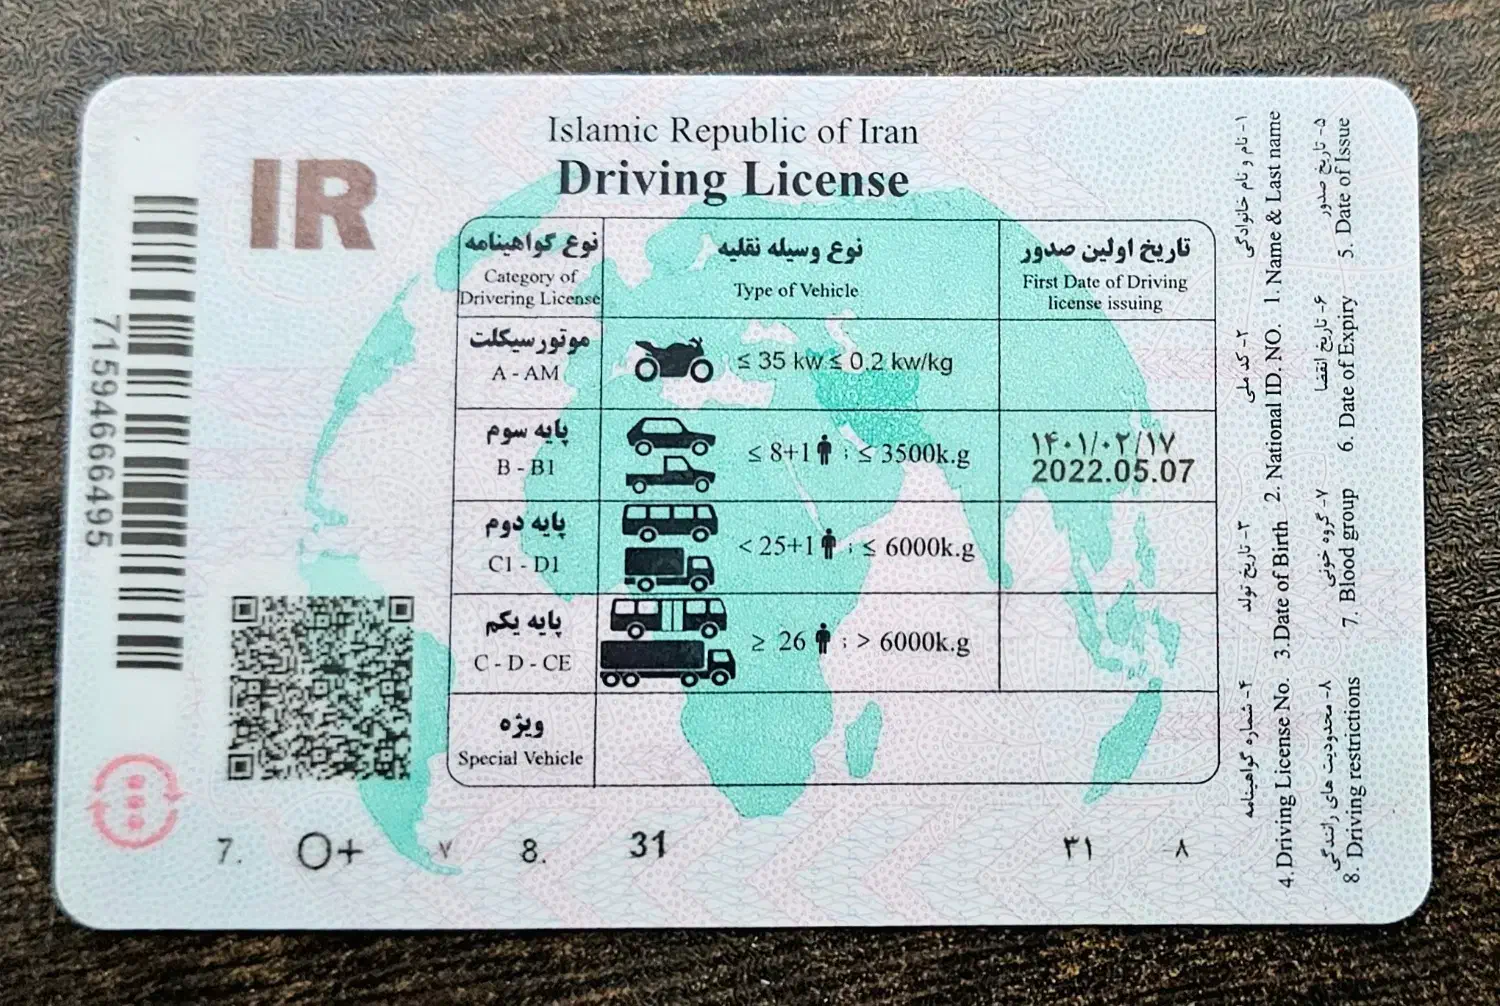 Islamic Republic of Iran
Driving License
IR
71594666495
نوع گواهینامه
Category of
Drivering License
نوع وسیله نقلیه
Type of Vehicle
تاریخ اولین صدور
First Date of Driving
license issuing
موتورسیکلت
A - AM
≤ 35 kw ≤ 0.2 kw/kg
پایه سوم
B - B1
≤ 8+1 ; ≤ 3500k.g
۱۴۰۱/۰۲/۱۷
2022.05.07
پایه دوم
C1 - D1
< 25+1 ; ≤ 6000k.g
پایه یکم
C - D - CE
≥ 26 ; > 6000k.g
ویژه
Special Vehicle
7. O+ ۷ 8. 31 ۳۱ ۸
۱- نام و نام خانوادگی
1. Name & Last name
۲- کد ملی
2. National ID. NO.
۳- تاریخ تولد
3.Date of Birth
۴- شماره گواهینامه
4. Driving License No.
۵- تاریخ صدور
5. Date of Issue
۶- تاریخ انقضا
6. Date of Expiry
۷- گروه خونی
7. Blood group
۸- محدودیت های رانندگی
8. Driving restrictions